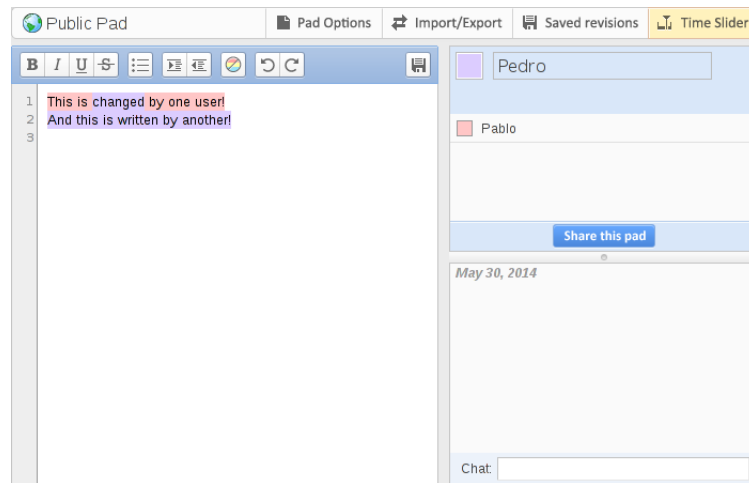 Public Pad
Pad Options
Import/Export
Saved revisions
Time Slider
B I U S
Pedro
1 This is changed by one user!
2 And this is written by another!
3
Pablo
Share this pad
May 30, 2014
Chat: